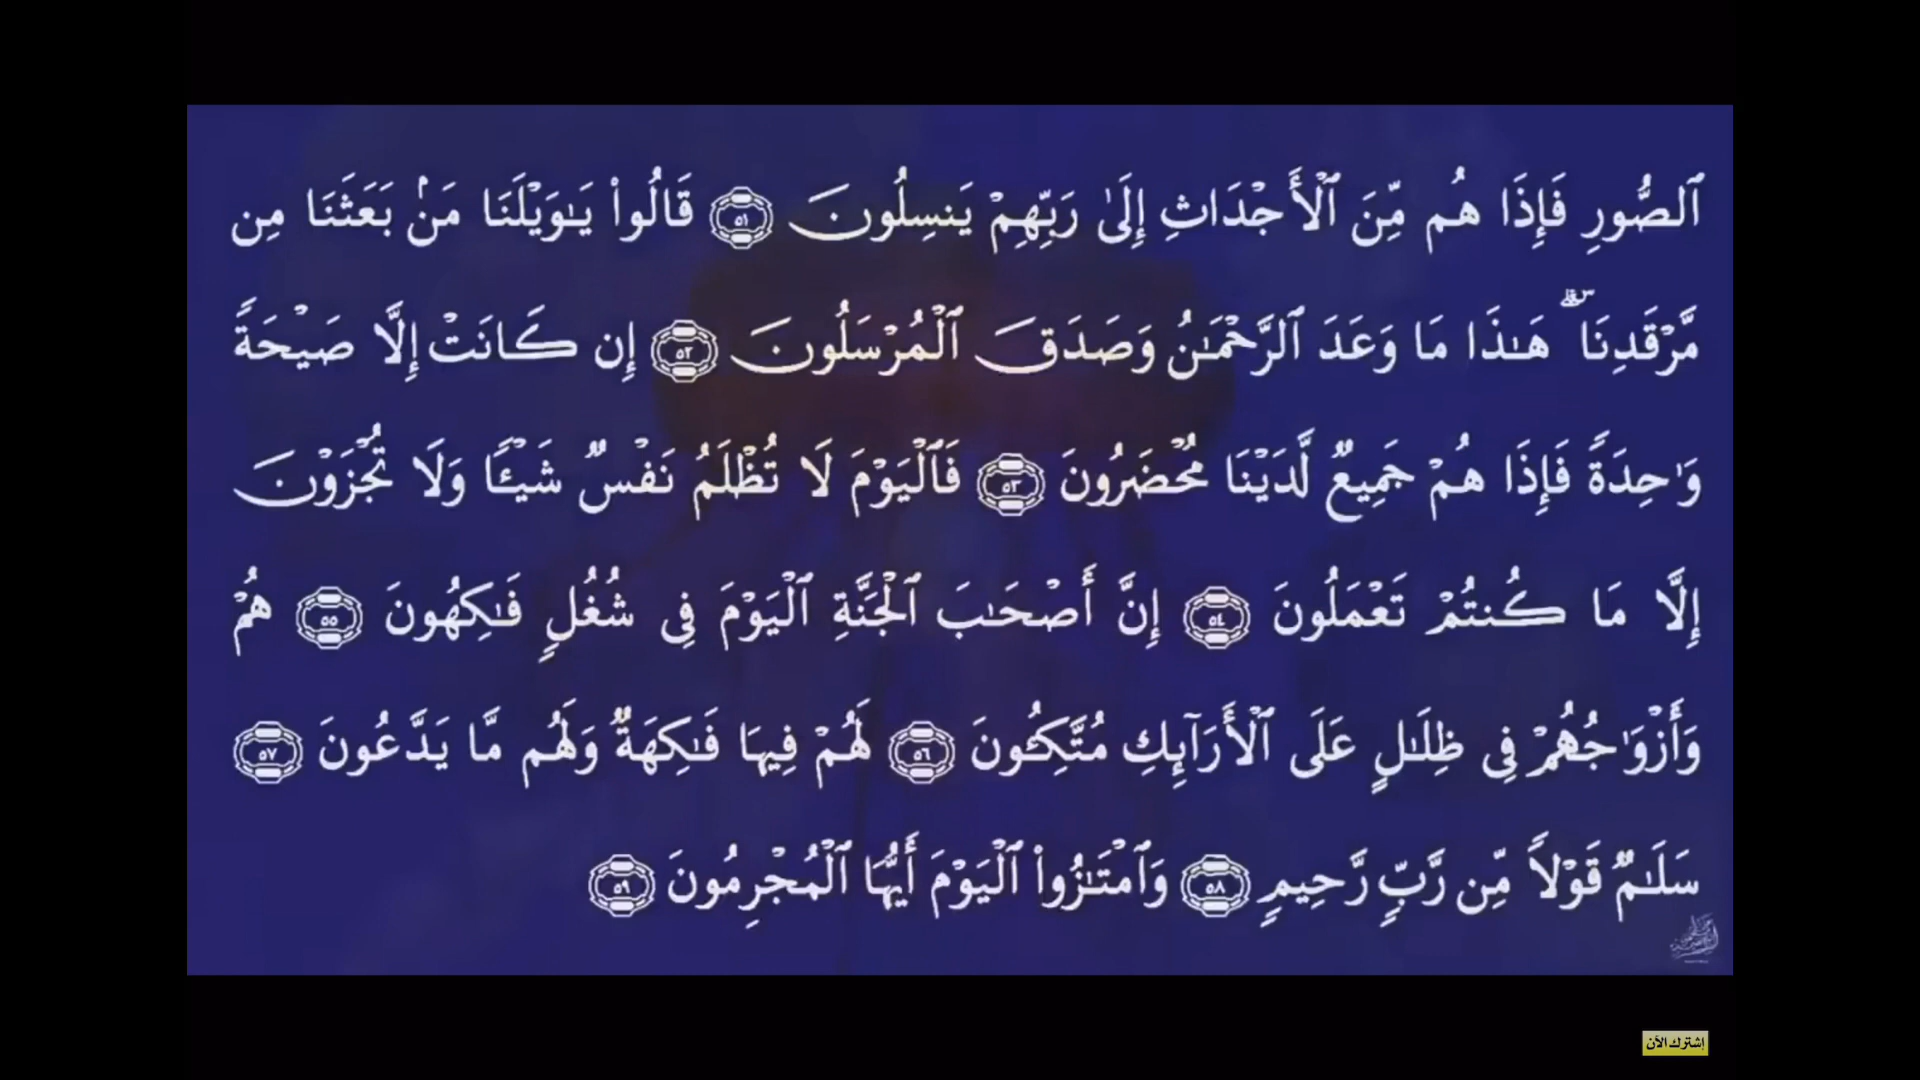 ٱلصُّورِ فَإِذَا هُم مِّنَ ٱلْأَجْدَاثِ إِلَىٰ رَبِّهِمْ يَنسِلُونَ ٥١ قَالُوا۟ يَـٰوَيْلَنَا مَنۢ بَعَثَنَا مِن
مَّرْقَدِنَا ۜ ۗ هَـٰذَا مَا وَعَدَ ٱلرَّحْمَـٰنُ وَصَدَقَ ٱلْمُرْسَلُونَ ٥٢ إِن كَانَتْ إِلَّا صَيْحَةً
وَٰحِدَةً فَإِذَا هُمْ جَمِيعٌ لَّدَيْنَا مُحْضَرُونَ ٥٣ فَٱلْيَوْمَ لَا تُظْلَمُ نَفْسٌ شَيْـًٔا وَلَا تُجْزَوْنَ
إِلَّا مَا كُنتُمْ تَعْمَلُونَ ٥٤ إِنَّ أَصْحَـٰبَ ٱلْجَنَّةِ ٱلْيَوْمَ فِى شُغُلٍ فَـٰكِهُونَ ٥٥ هُمْ
وَأَزْوَٰجُهُمْ فِى ظِلَـٰلٍ عَلَى ٱلْأَرَآئِكِ مُتَّكِـُٔونَ ٥٦ لَهُمْ فِيهَا فَـٰكِهَةٌ وَلَهُم مَّا يَدَّعُونَ ٥٧
سَلَـٰمٌ قَوْلًا مِّن رَّبٍّ رَّحِيمٍ ٥٨ وَٱمْتَـٰزُوا۟ ٱلْيَوْمَ أَيُّهَا ٱلْمُجْرِمُونَ ٥٩
إشترك الآن